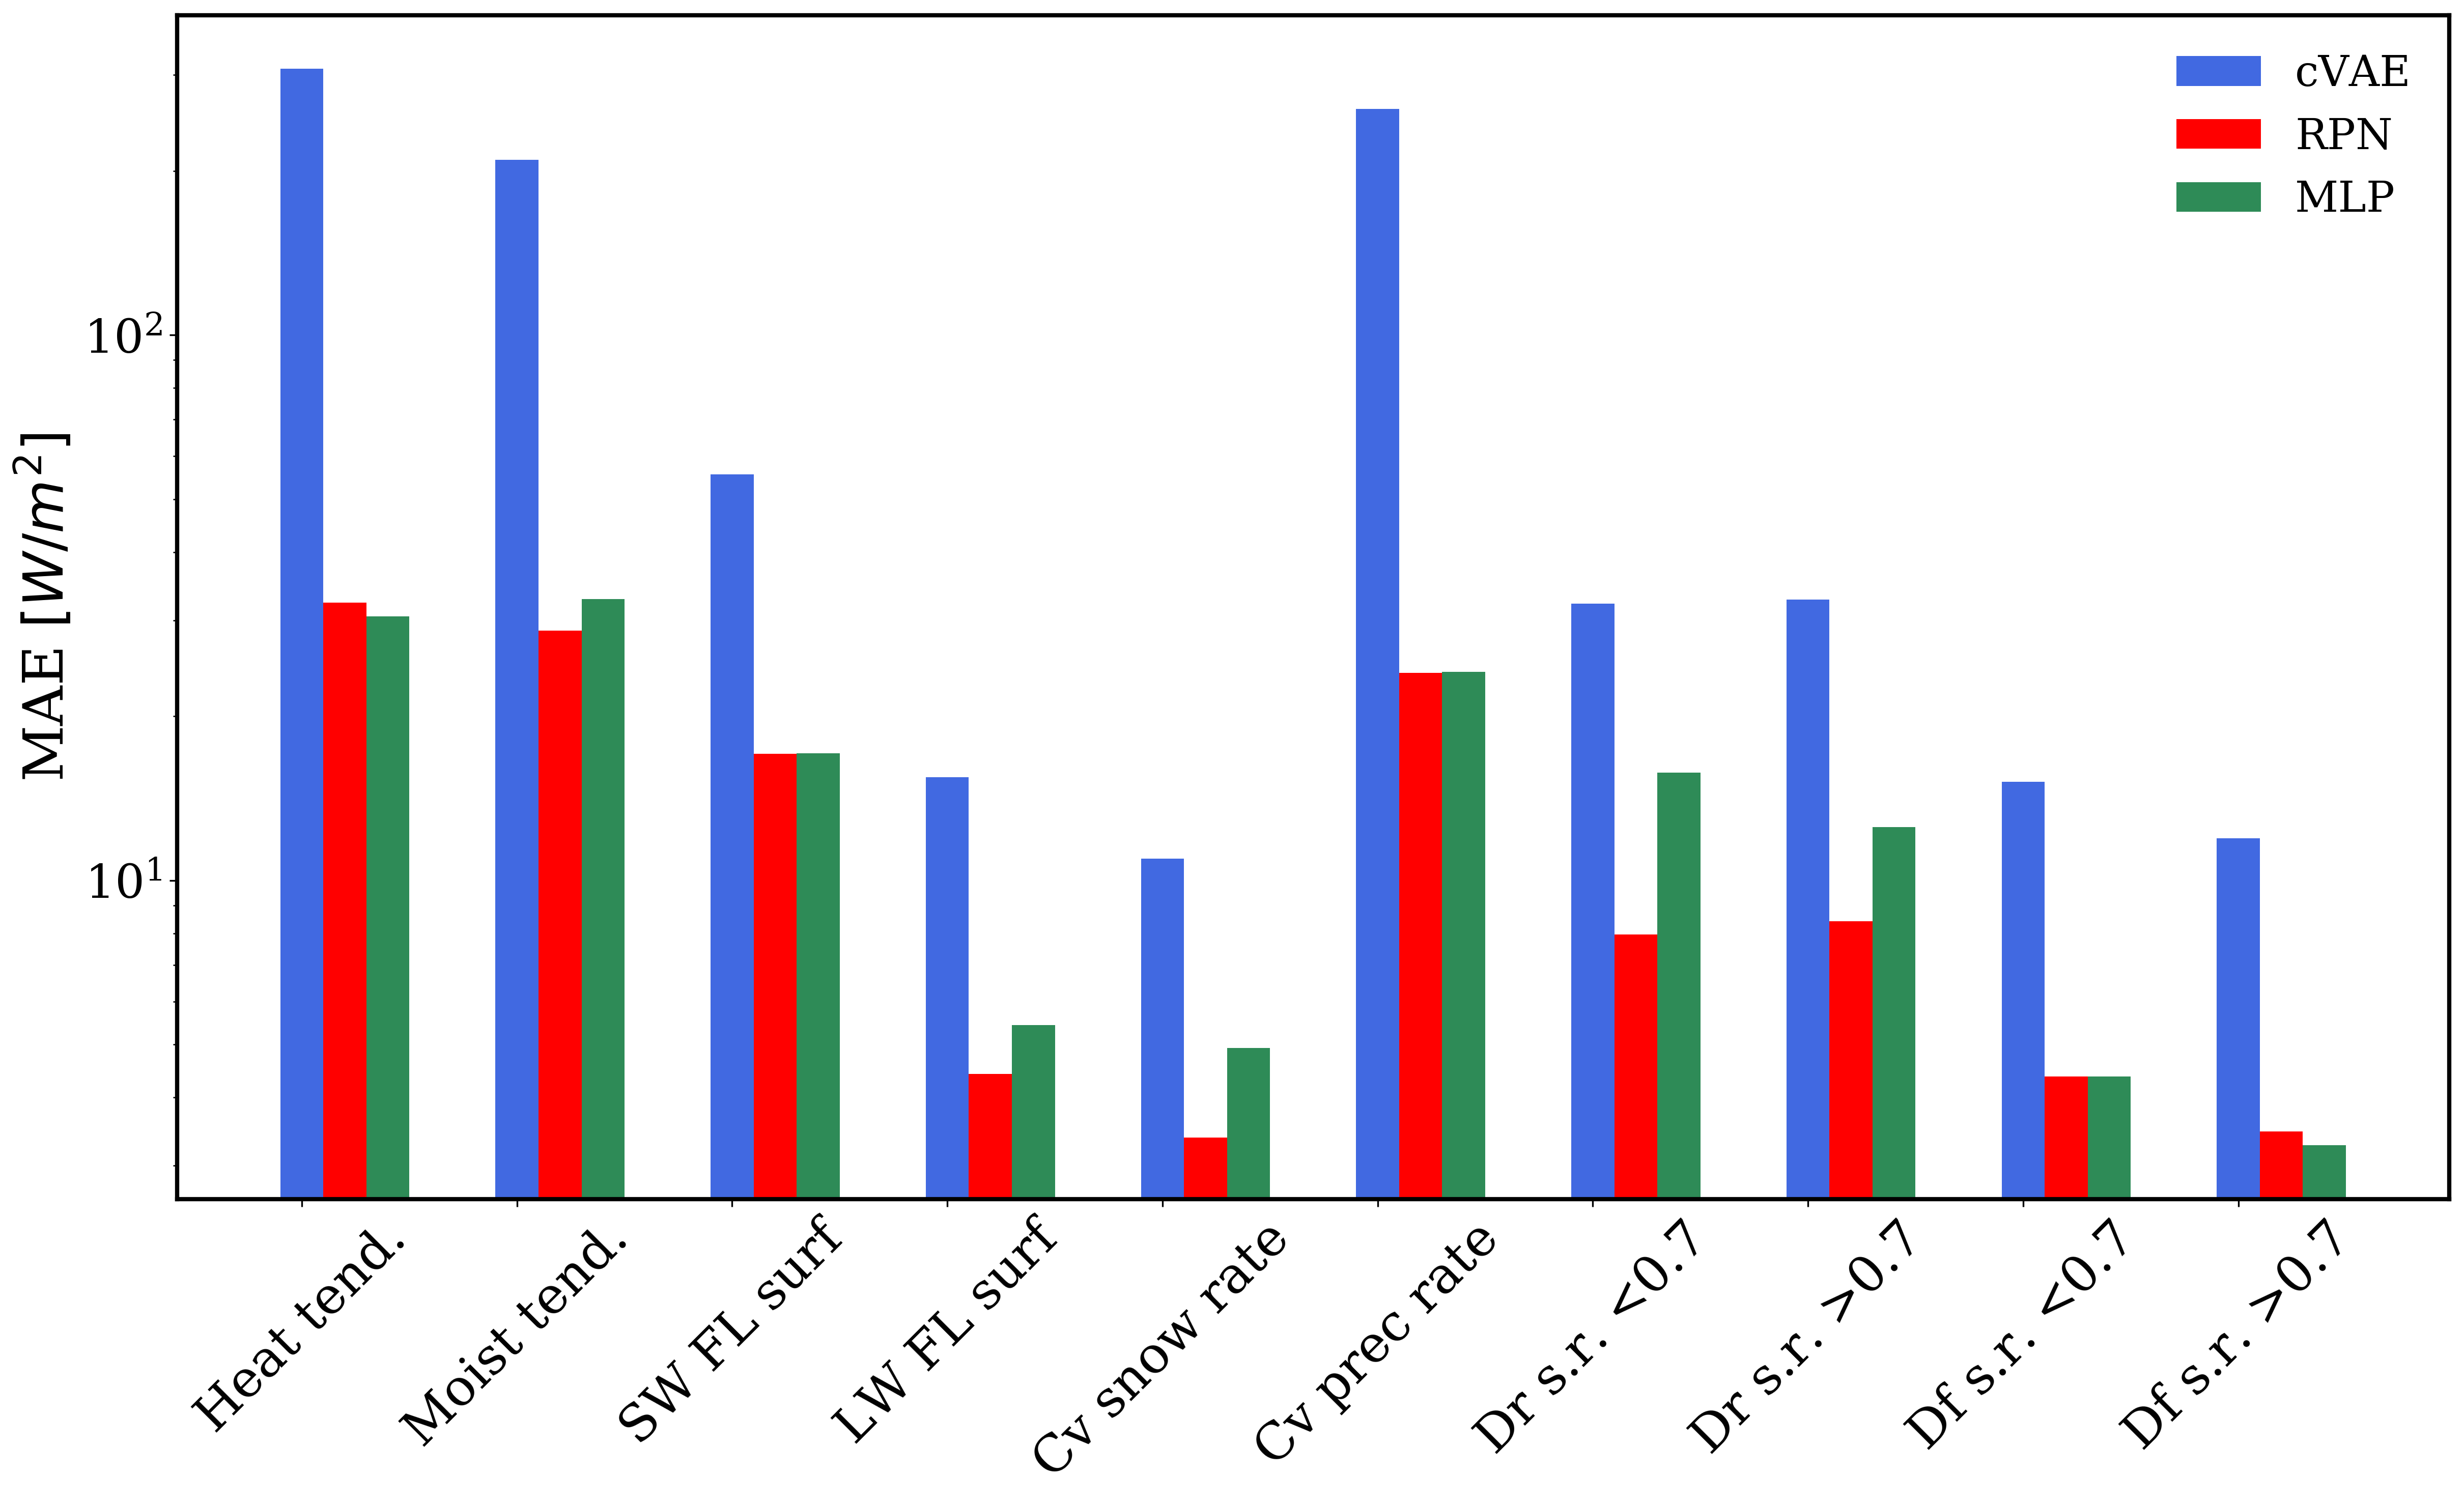 cVAE
RPN
MLP
MAE [W/m²]
10²
10¹
Heat tend.
Moist tend.
SW FL surf
LW FL surf
Cv snow rate
Cv prec rate
Dr s.r. <0.7
Dr s.r. >0.7
Df s.r. <0.7
Df s.r. >0.7